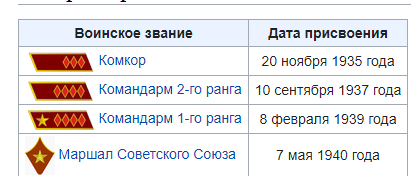 Воинское звание Дата присвоения
Комкор 20 ноября 1935 года
Командарм 2-го ранга 10 сентября 1937 года
Командарм 1-го ранга 8 февраля 1939 года
Маршал Советского Союза 7 мая 1940 года